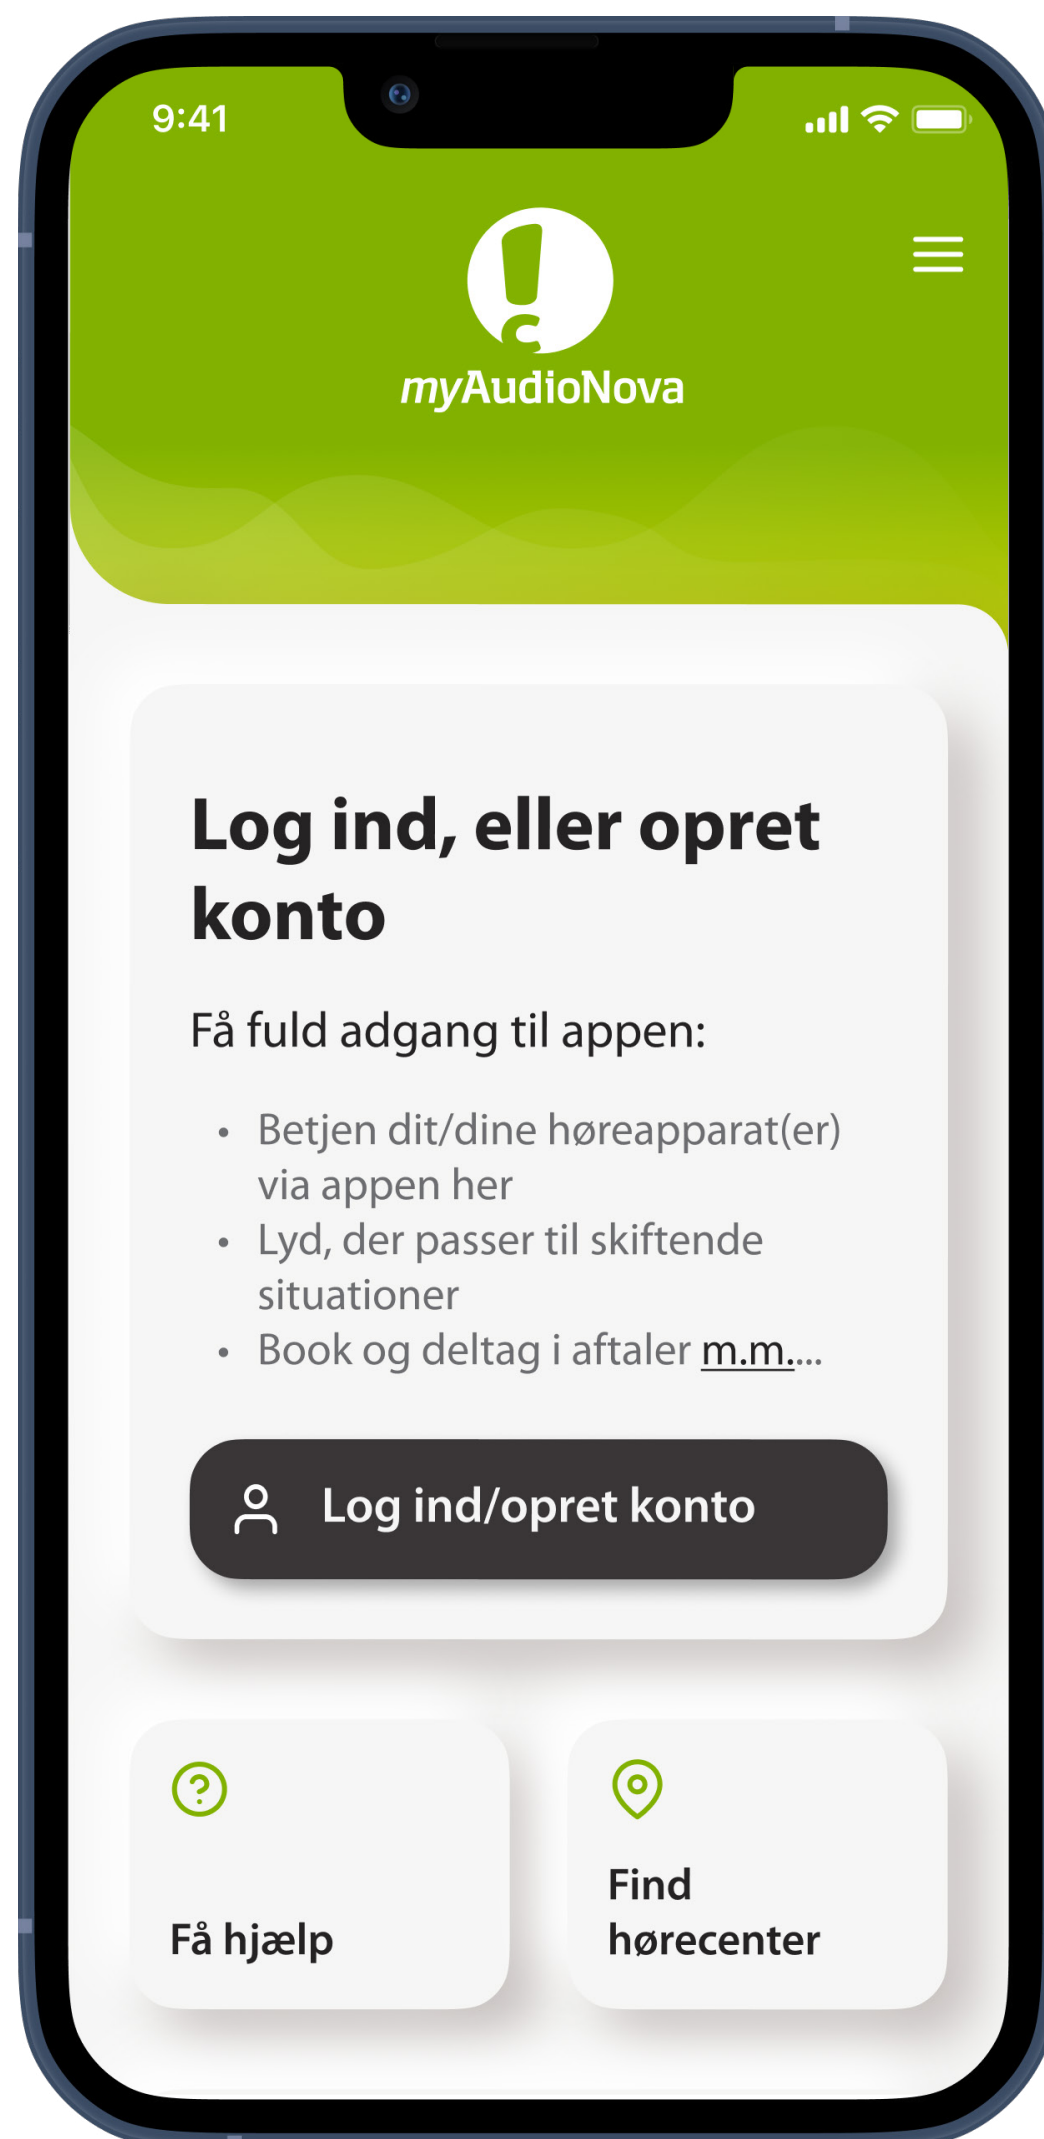 9:41
myAudioNova
Log ind, eller opret
konto
Få fuld adgang til appen:
• Betjen dit/dine høreapparat(er)
via appen her
• Lyd, der passer til skiftende
situationer
• Book og deltag i aftaler m.m....
Log ind/opret konto
Få hjælp
Find
hørecenter